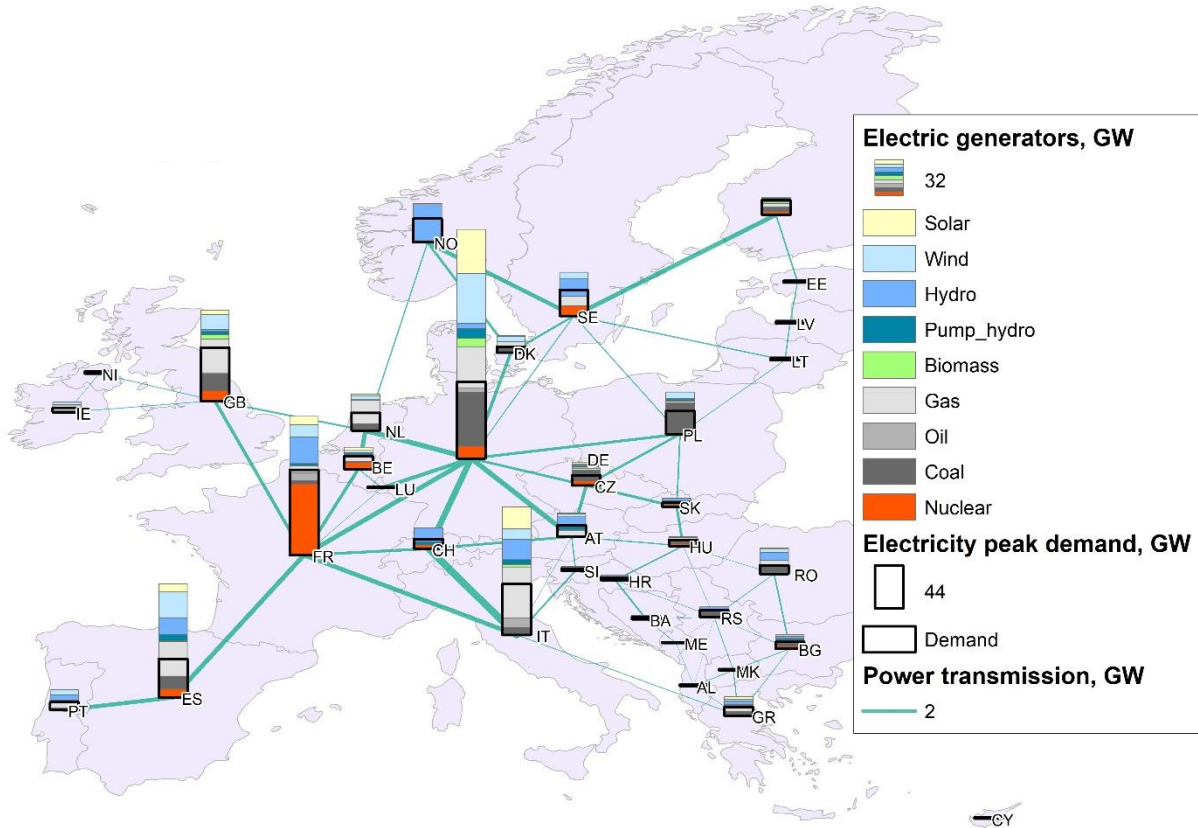 Electric generators, GW
32
Solar
Wind
Hydro
Pump_hydro
Biomass
Gas
Oil
Coal
Nuclear
Electricity peak demand, GW
44
Demand
Power transmission, GW
2
NO
SE
EE
LV
LT
DK
NI
IE
GB
NL
BE
LU
PL
DE
CZ
SK
FR
CH
AT
HU
SI
HR
RO
IT
BA
RS
ME
BG
MK
AL
GR
ES
PT
CY